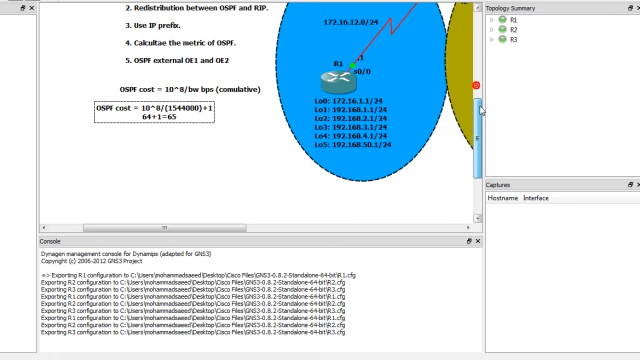 Topology Summary
R1
R2
R3
2. Redistribution between OSPF and RIP.
3. Use IP prefix.
4. Calcultae the metric of OSPF.
5. OSPF external OE1 and OE2
OSPF cost = 10^8/bw bps (comulative)
OSPF cost = 10^8/(1544000)+1
64+1=65
172.16.12.0/24
R1
s0/0
Lo0: 172.16.1.1/24
Lo1: 192.168.1.1/24
Lo2: 192.168.2.1/24
Lo3: 192.168.3.1/24
Lo4: 192.168.4.1/24
Lo5: 192.168.50.1/24
Captures
Hostname Interface
Console
Dynagen management console for Dynamips (adapted for GNS3)
Copyright (c) 2006-2012 GNS3 Project
=> Exporting R1 configuration to C:\Users\mohammadsaeed\Desktop\Cisco Files\GNS3-0.8.2-Standalone-64-bit\R1.cfg
Exporting R2 configuration to C:\Users\mohammadsaeed\Desktop\Cisco Files\GNS3-0.8.2-Standalone-64-bit\R2.cfg
Exporting R3 configuration to C:\Users\mohammadsaeed\Desktop\Cisco Files\GNS3-0.8.2-Standalone-64-bit\R3.cfg
Exporting R1 configuration to C:\Users\mohammadsaeed\Desktop\Cisco Files\GNS3-0.8.2-Standalone-64-bit\R1.cfg
Exporting R2 configuration to C:\Users\mohammadsaeed\Desktop\Cisco Files\GNS3-0.8.2-Standalone-64-bit\R2.cfg
Exporting R3 configuration to C:\Users\mohammadsaeed\Desktop\Cisco Files\GNS3-0.8.2-Standalone-64-bit\R3.cfg
Exporting R1 configuration to C:\Users\mohammadsaeed\Desktop\Cisco Files\GNS3-0.8.2-Standalone-64-bit\R1.cfg
Exporting R2 configuration to C:\Users\mohammadsaeed\Desktop\Cisco Files\GNS3-0.8.2-Standalone-64-bit\R2.cfg
Exporting R3 configuration to C:\Users\mohammadsaeed\Desktop\Cisco Files\GNS3-0.8.2-Standalone-64-bit\R3.cfg